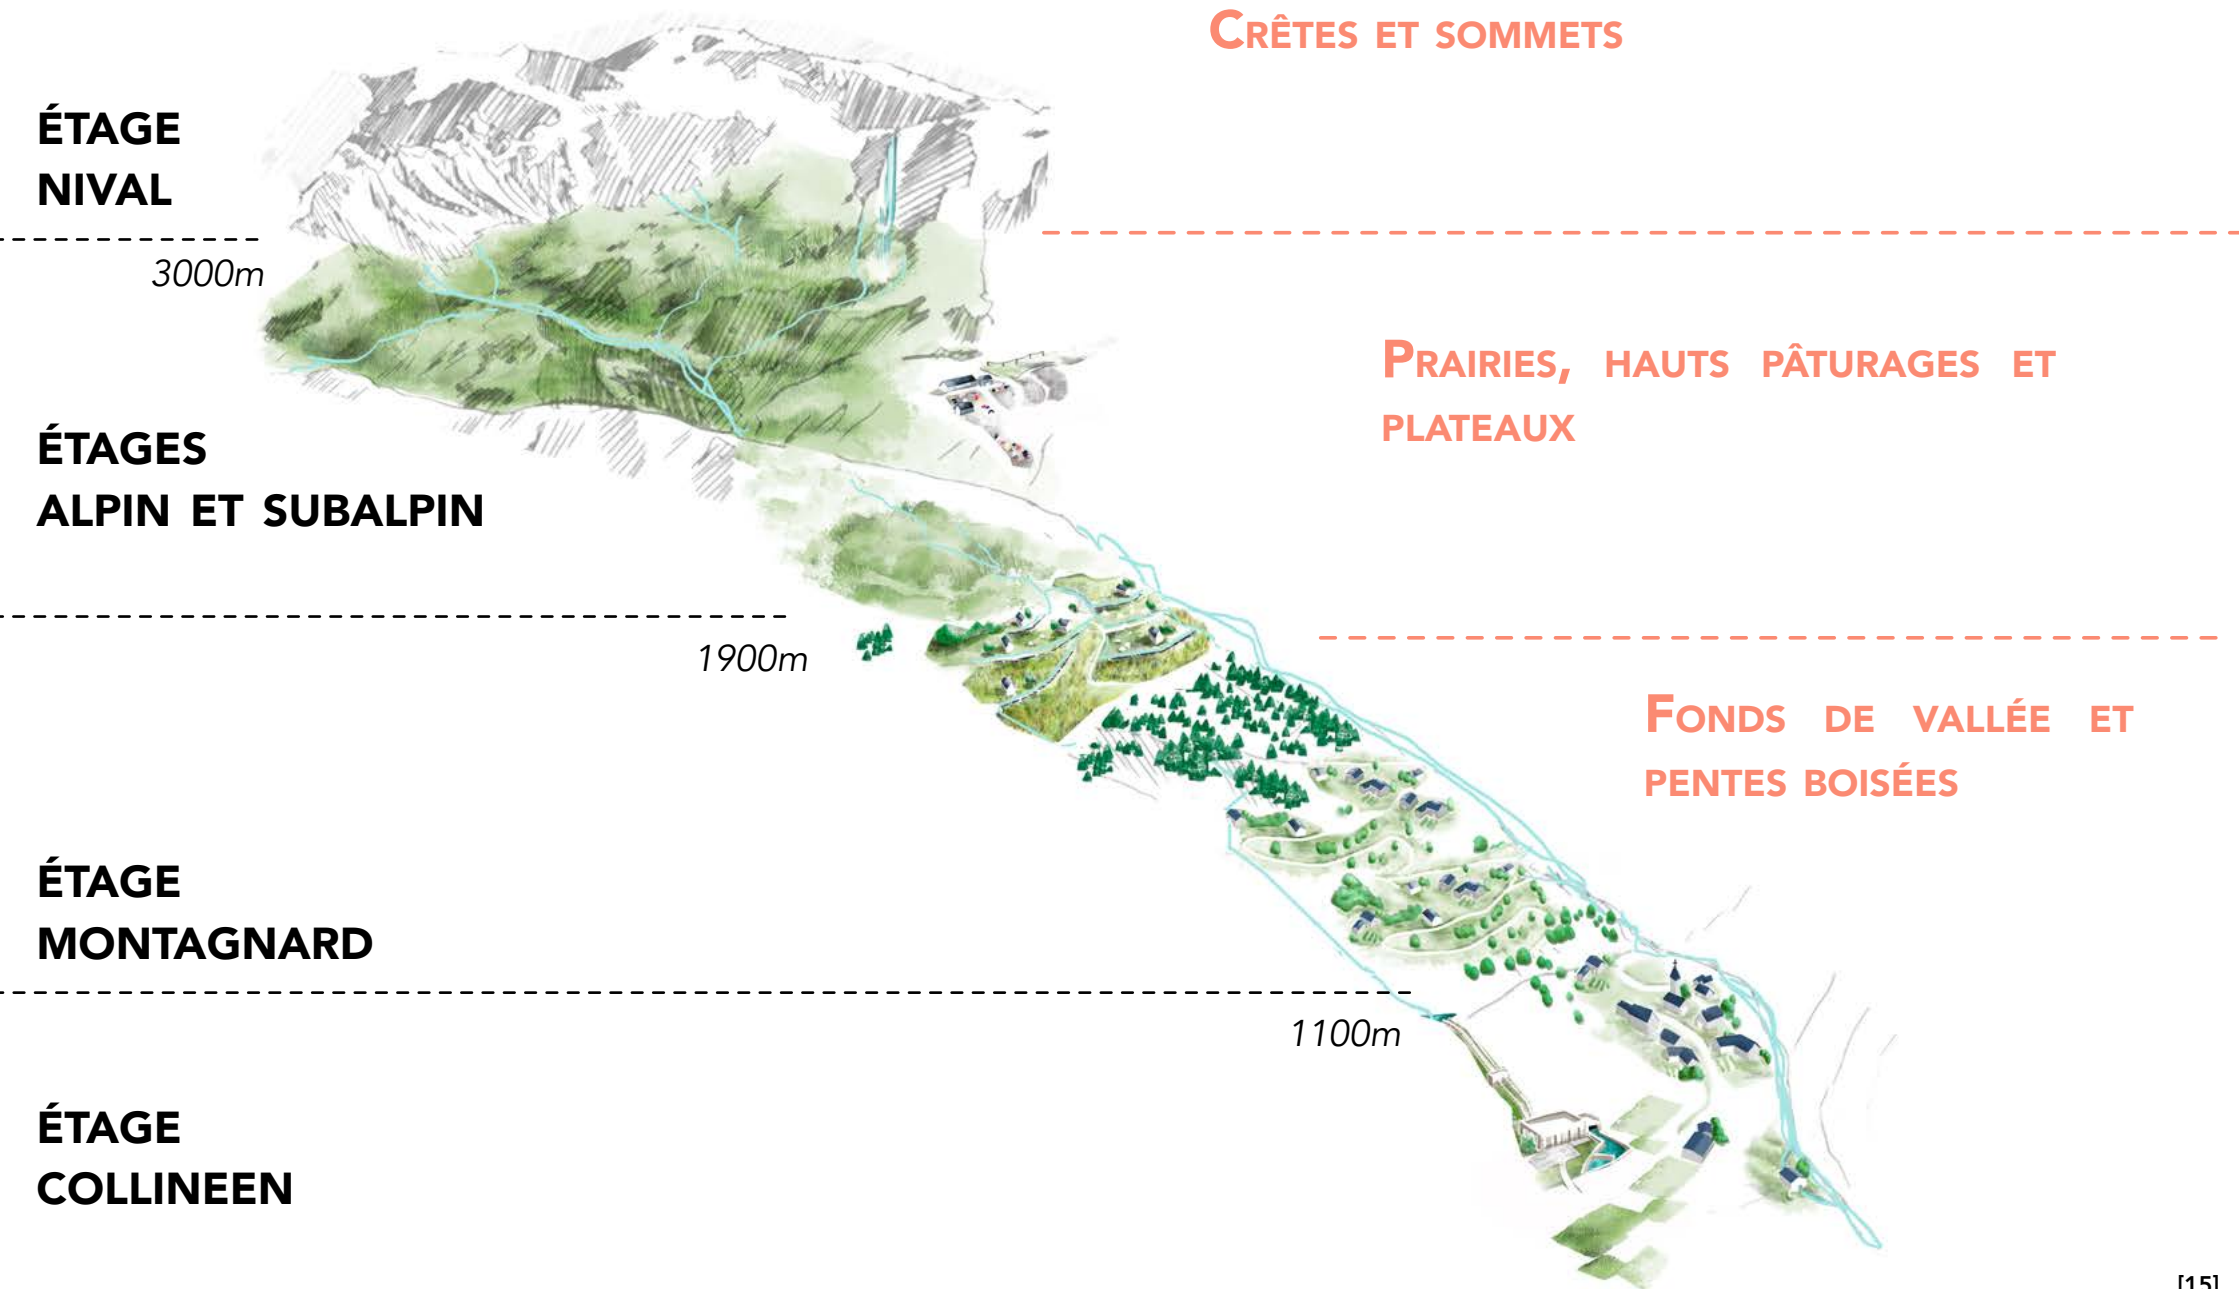 CRÊTES ET SOMMETS
ÉTAGE
NIVAL
3000m
PRAIRIES, HAUTS PÂTURAGES ET
PLATEAUX
ÉTAGES
ALPIN ET SUBALPIN
1900m
FONDS DE VALLÉE ET
PENTES BOISÉES
ÉTAGE
MONTAGNARD
1100m
ÉTAGE
COLLINEEN
[15]